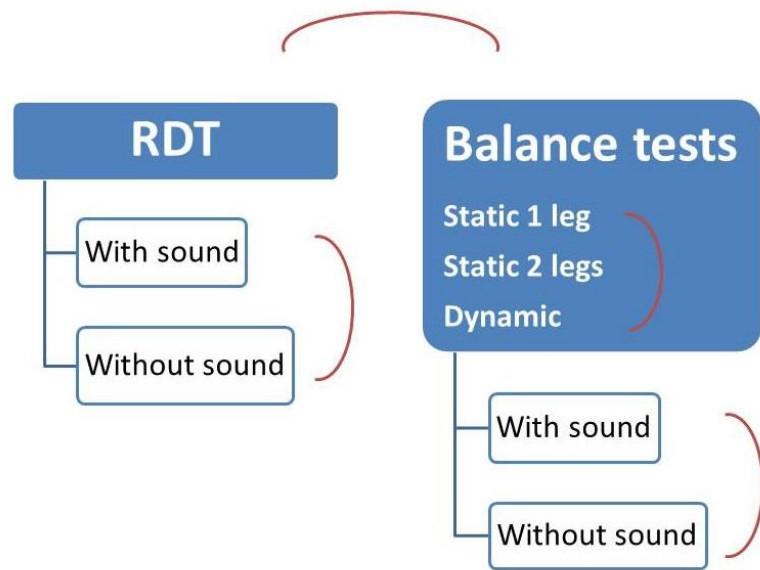 RDT
With sound
Without sound
Balance tests
Static 1 leg
Static 2 legs
Dynamic
With sound
Without sound